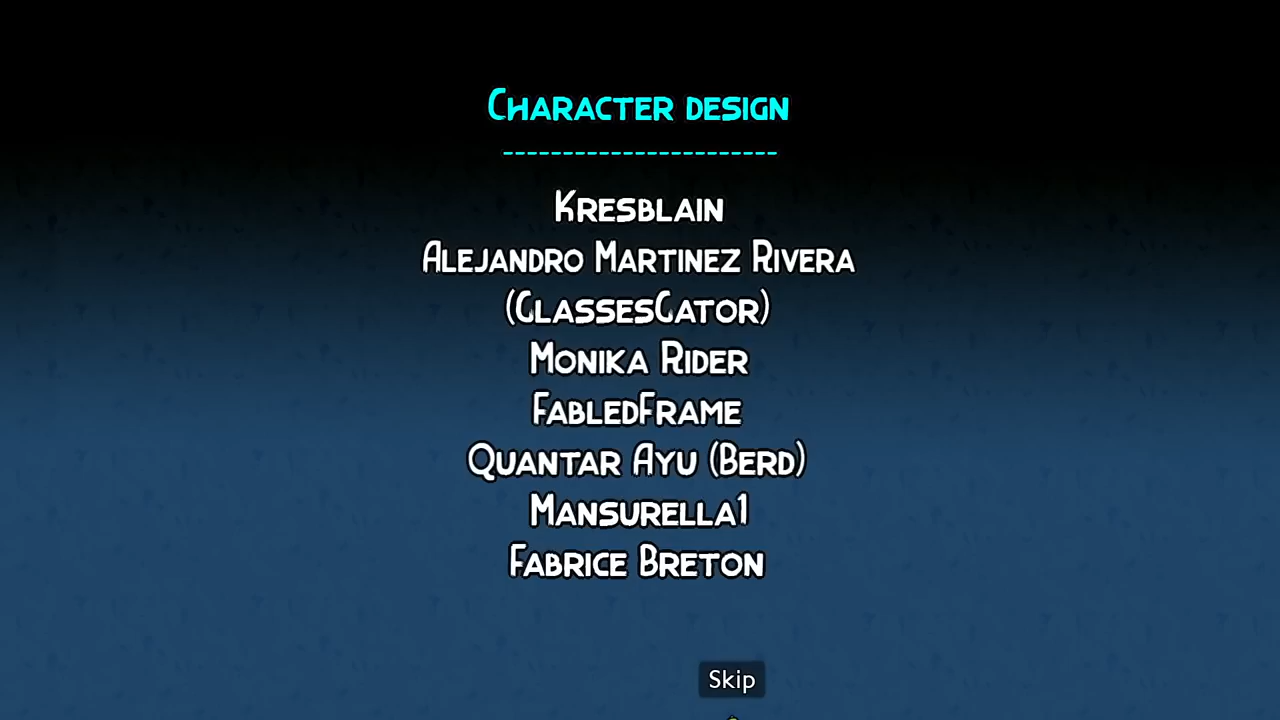 Character design
-----------------------
Kresblain
Alejandro Martinez Rivera
(GlassesGator)
Monika Rider
FabledFrame
Quantar Ayu (Berd)
Mansurella1
Fabrice Breton
Skip